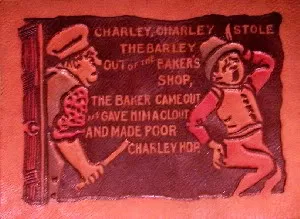 CHARLEY, CHARLEY, STOLE
THE BARLEY
OUT OF THE BAKER'S
SHOP,
THE BAKER CAME OUT
AND GAVE HIM A CLOUT
AND MADE POOR
CHARLEY HOP.